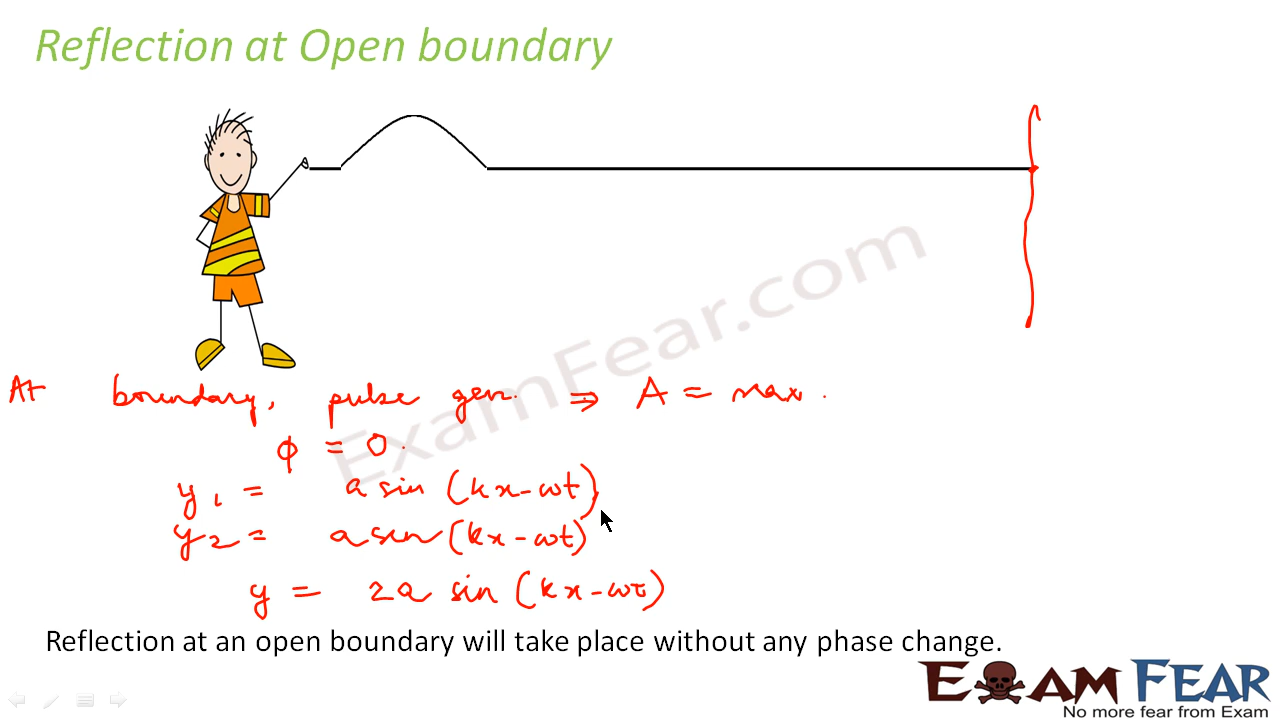 Reflection at Open boundary
ExamFear.com
At boundary, pulse gen. ⇒ A = max.
ϕ = 0.
y₁ = a sin (kx-ωt),
y₂ = a sin (kx-ωt)
y = 2a sin (kx-ωt)
Reflection at an open boundary will take place without any phase change.
EXAM FEAR
No more fear from Exam